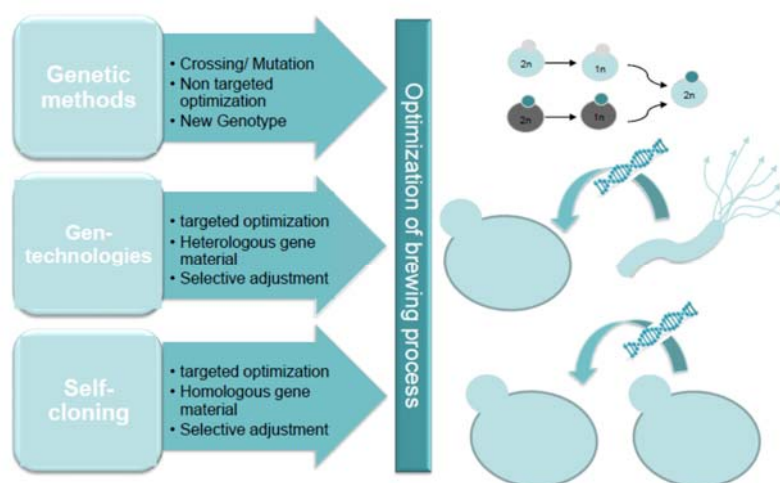 Genetic
methods
• Crossing/ Mutation
• Non targeted
optimization
• New Genotype
Gen-
technologies
• targeted optimization
• Heterologous gene
material
• Selective adjustment
Self-
cloning
• targeted optimization
• Homologous gene
material
• Selective adjustment
Optimization of brewing process
2n
1n
2n
2n
1n